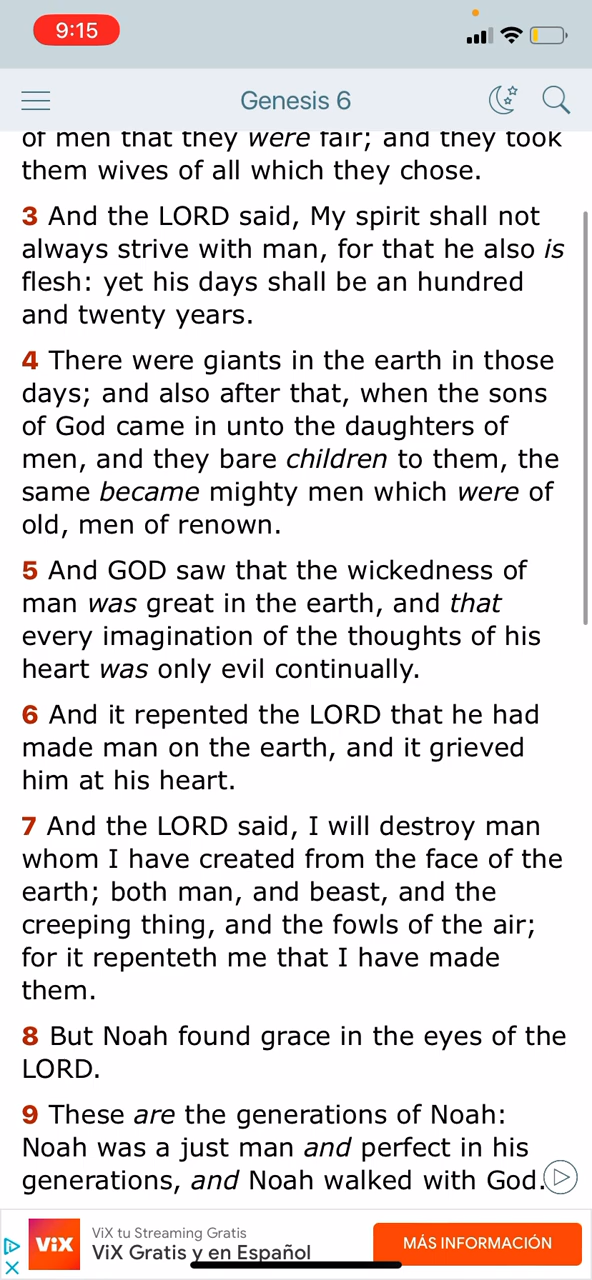 9:15
Genesis 6
of men that they were fair; and they took
them wives of all which they chose.
3 And the LORD said, My spirit shall not
always strive with man, for that he also is
flesh: yet his days shall be an hundred
and twenty years.
4 There were giants in the earth in those
days; and also after that, when the sons
of God came in unto the daughters of
men, and they bare children to them, the
same became mighty men which were of
old, men of renown.
5 And GOD saw that the wickedness of
man was great in the earth, and that
every imagination of the thoughts of his
heart was only evil continually.
6 And it repented the LORD that he had
made man on the earth, and it grieved
him at his heart.
7 And the LORD said, I will destroy man
whom I have created from the face of the
earth; both man, and beast, and the
creeping thing, and the fowls of the air;
for it repenteth me that I have made
them.
8 But Noah found grace in the eyes of the
LORD.
9 These are the generations of Noah:
Noah was a just man and perfect in his
generations, and Noah walked with God.
ViX
ViX tu Streaming Gratis
ViX Gratis y en Español
MÁS INFORMACIÓN